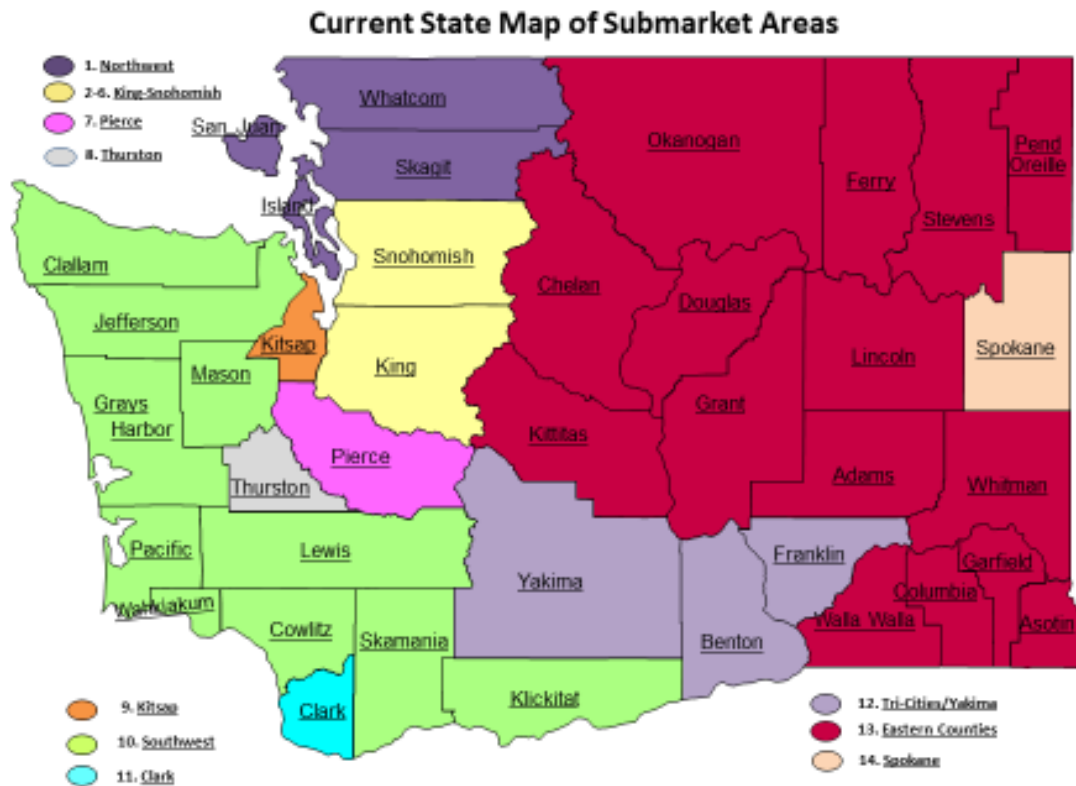 Current State Map of Submarket Areas
1. Northwest
2-6. King-Snohomish
7. Pierce
8. Thurston
Whatcom
San Juan
Skagit
Island
Okanogan
Ferry
Pend
Oreille
Stevens
Clallam
Snohomish
Chelan
Douglas
Jefferson
Kitsap
King
Mason
Lincoln
Spokane
Grays
Harbor
Grant
Kittitas
Pierce
Thurston
Adams
Whitman
Pacific
Lewis
Yakima
Franklin
Garfield
Columbia
Wahkiakum
Cowlitz
Skamania
Benton
Walla Walla
Asotin
Clark
Klickitat
9. Kitsap
10. Southwest
11. Clark
12. Tri-Cities/Yakima
13. Eastern Counties
14. Spokane